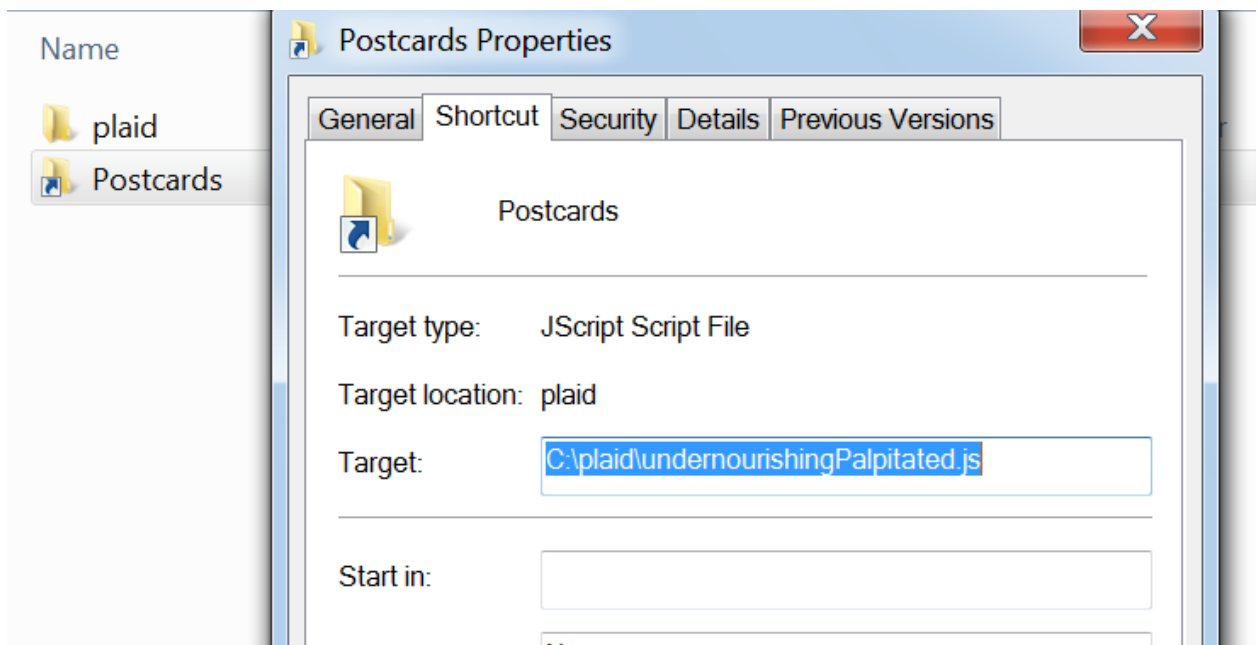 Name
plaid
Postcards
Postcards Properties
X
General Shortcut Security Details Previous Versions
Postcards
Target type: JScript Script File
Target location: plaid
Target: C:\plaid\undernourishingPalpitated.js
Start in: